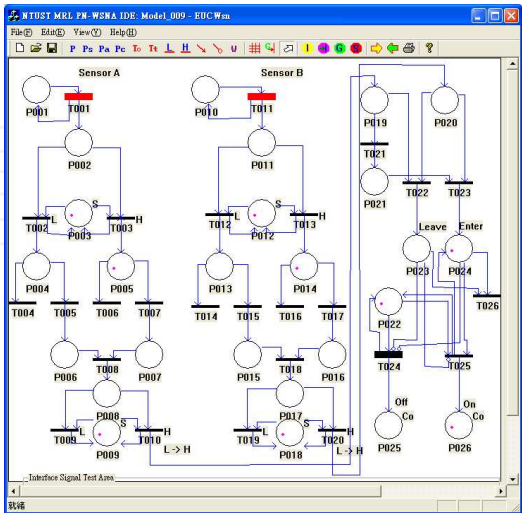 NTUST MRL PN-WSNA IDE: Model_009 - EUCWsn
File(F) Edit(E) View(V) Help(H)
P Ps Pa Pc To Tt L H U G I H G S ?
Sensor A Sensor B
P001 T001 P010 T11 P019 P020
P002 P011 T021 T022 T023
P021
T002 L S P003 T003 H T012 L S P012 T013 H
Leave Enter
P004 P005 P013 P014 P023 P024
T004 T005 T006 T007 T014 T015 T016 T017 P022 T026
P006 T008 P007 P015 T018 P016 T024 T025
P008 P017
Off On
T009 L S P009 T010 H T019 L S P018 T020 H
Co Co
L -> H L -> H
P025 P026
Interface Signal Test Area
就緒